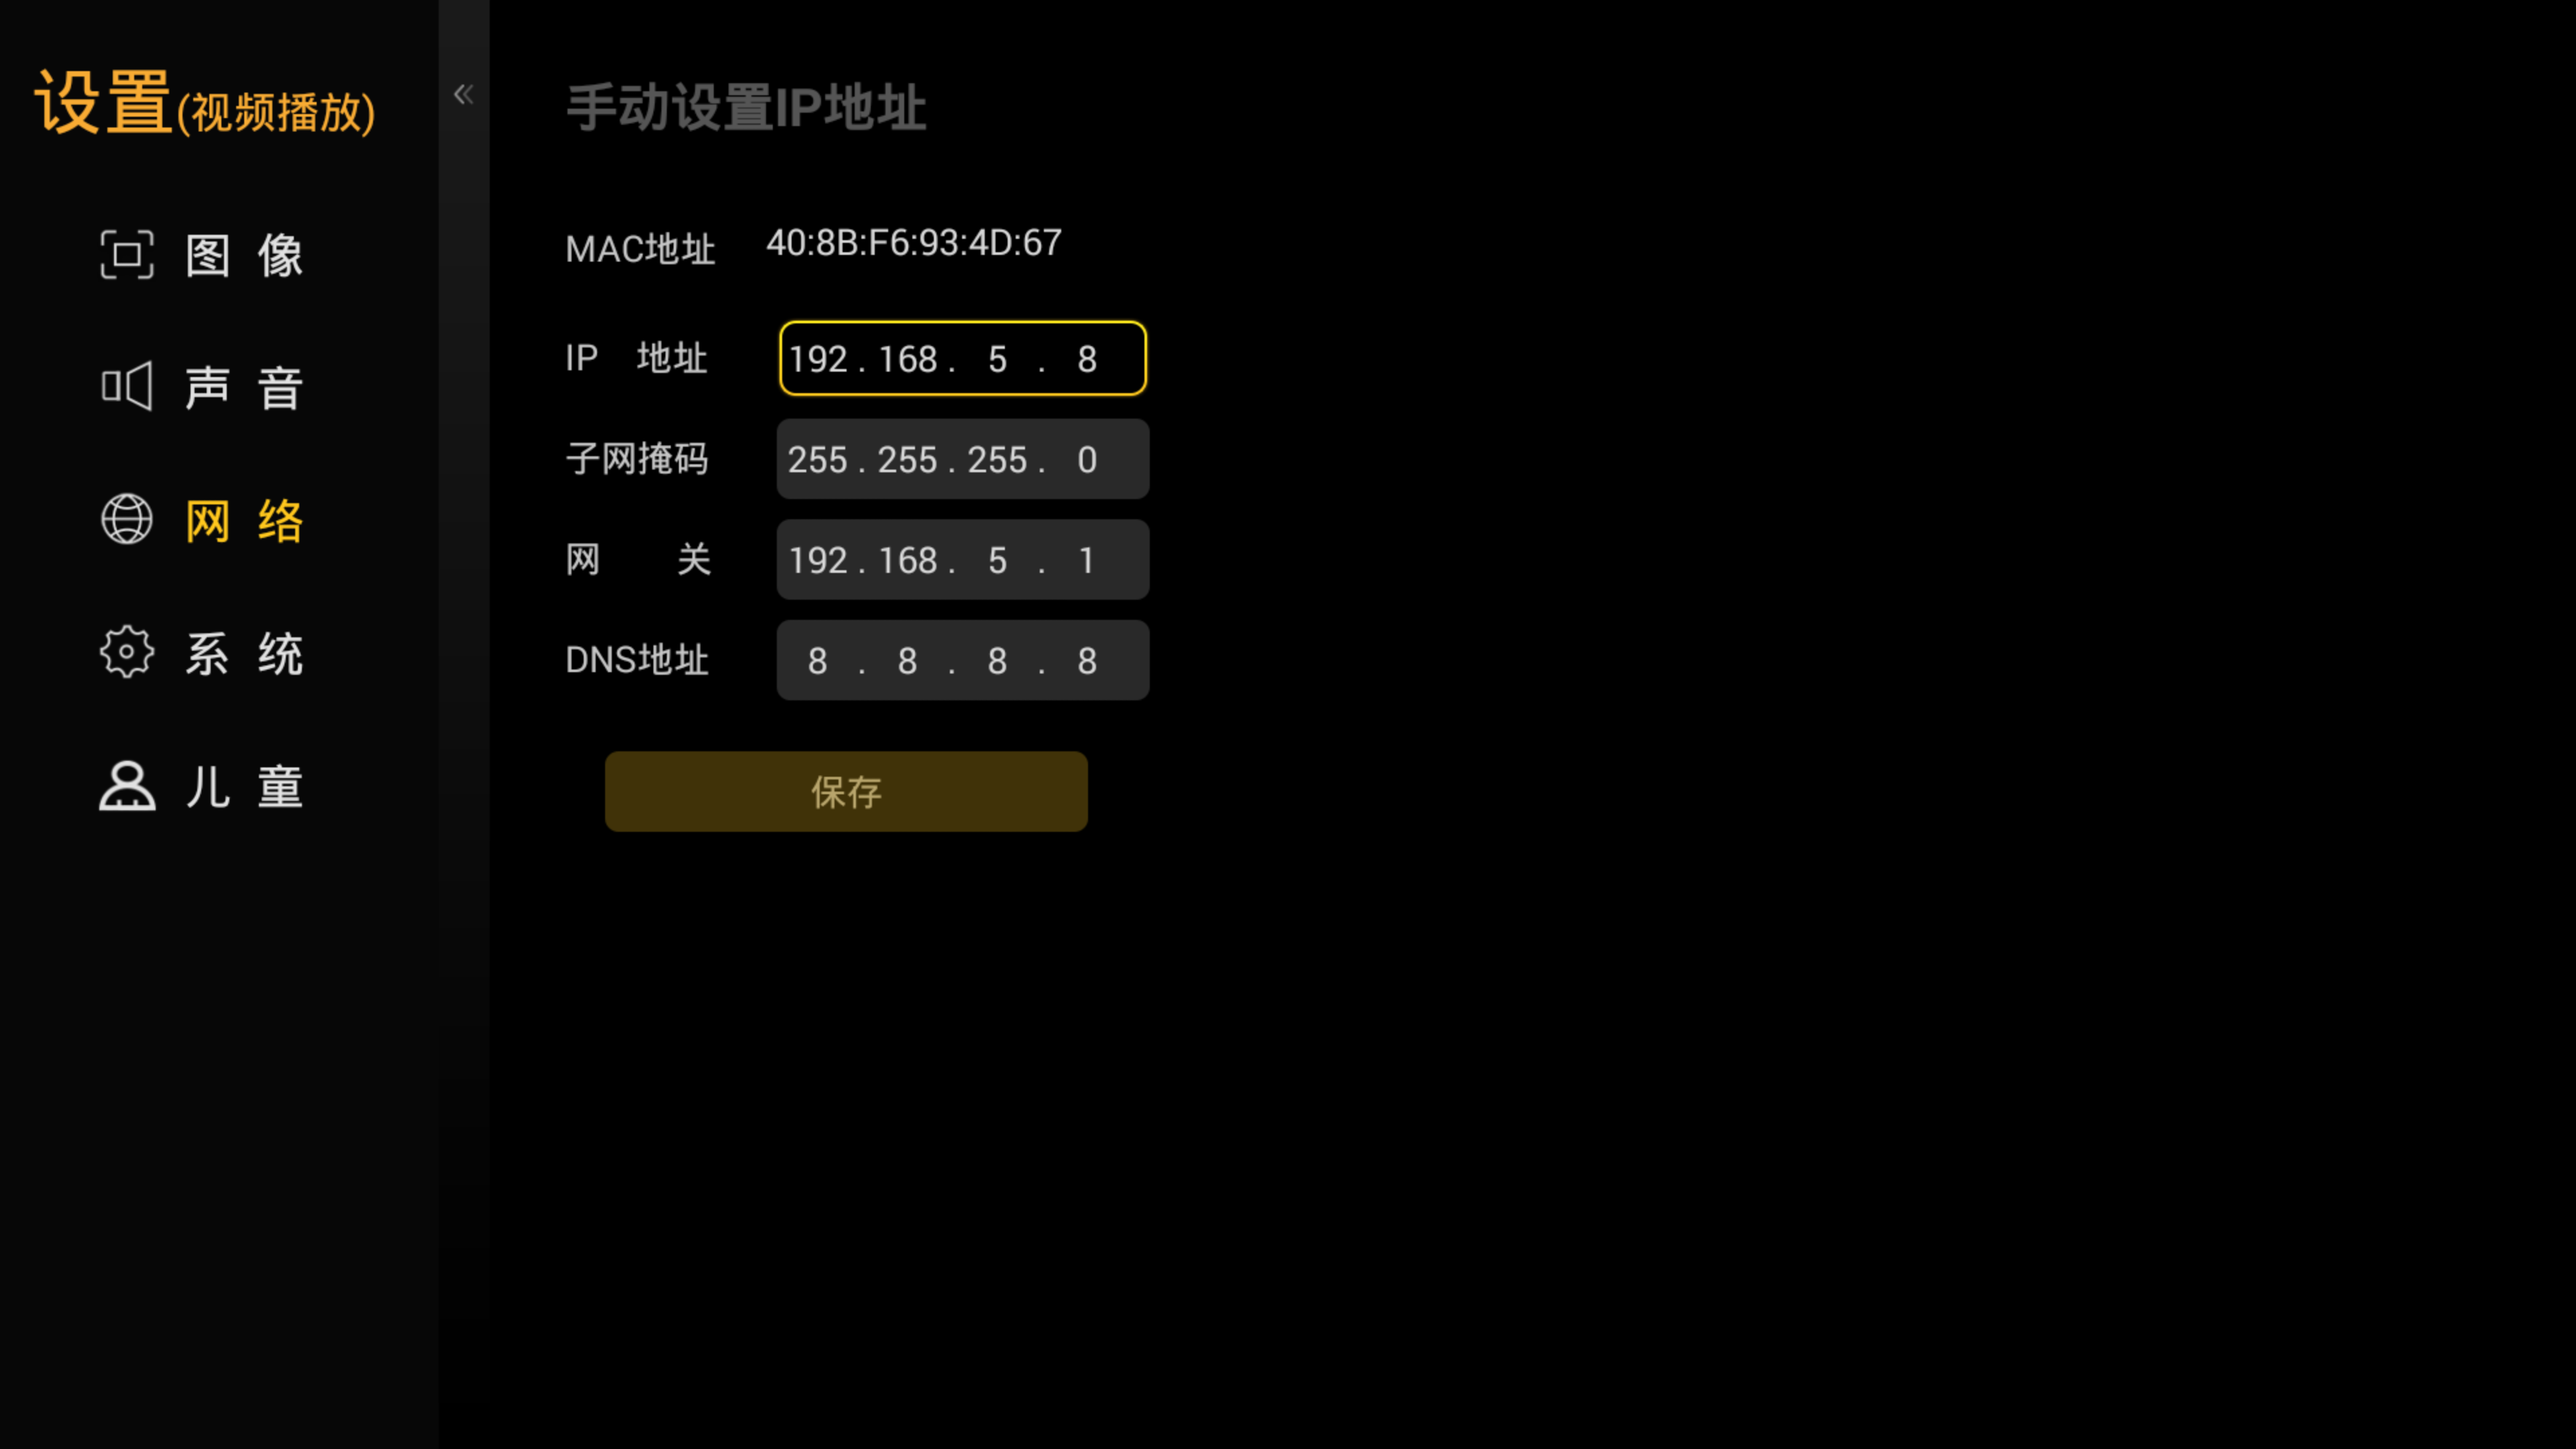 设置(视频播放)
图 像
声 音
网 络
系 统
儿 童
«
手动设置IP地址
MAC地址 40:8B:F6:93:4D:67
IP 地址 192 . 168 . 5 . 8
子网掩码 255 . 255 . 255 . 0
网 关 192 . 168 . 5 . 1
DNS地址 8 . 8 . 8 . 8
保存